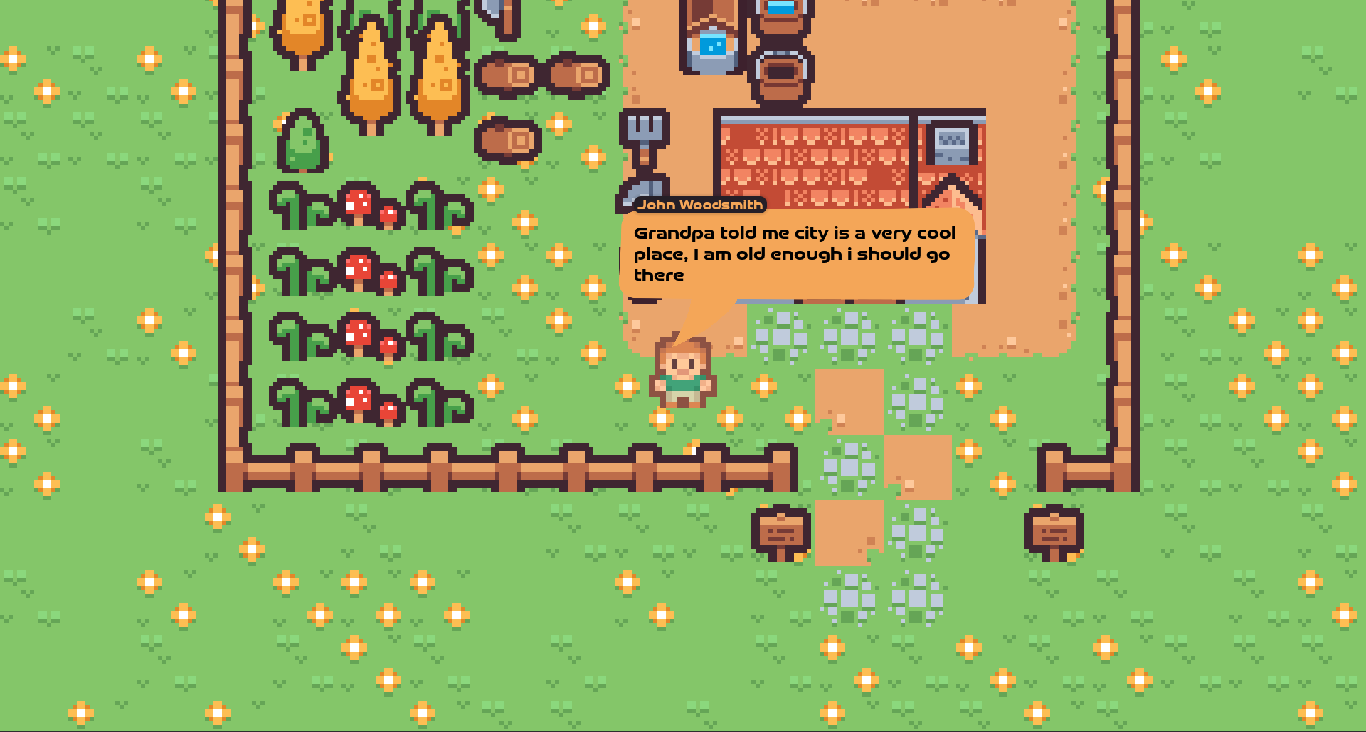 John Woodsmith
Grandpa told me city is a very cool
place, I am old enough i should go
there